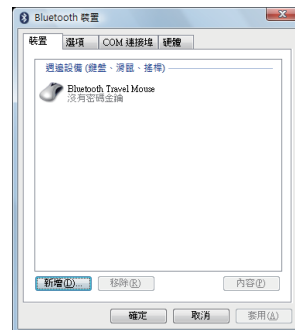 Bluetooth 裝置
裝置 選項 COM 連接埠 硬體
週邊設備 (鍵盤、滑鼠、搖桿)
Bluetooth Travel Mouse
沒有密碼金鑰
新增(D)... 移除(R) 內容(P)
確定 取消 套用(A)